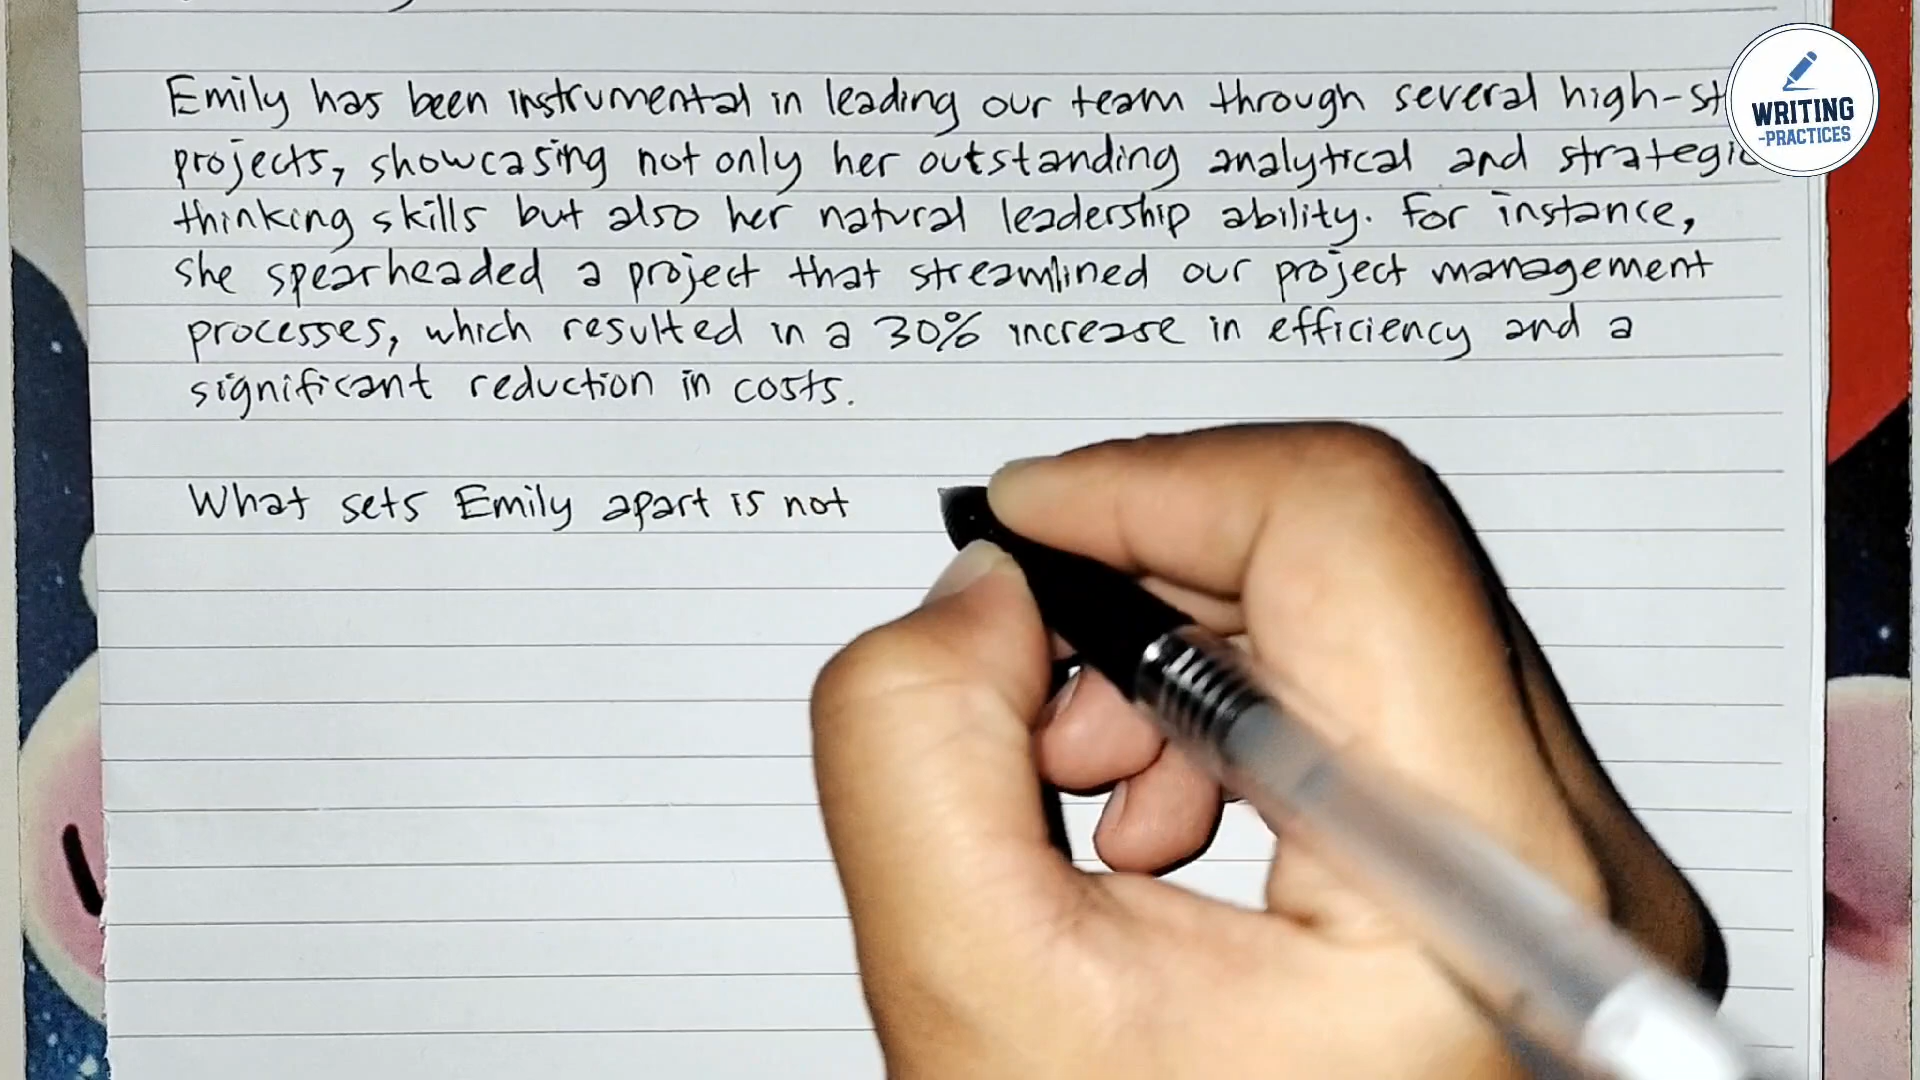 Emily has been instrumental in leading our team through several high-st
projects, showcasing not only her outstanding analytical and strategic
thinking skills but also her natural leadership ability. For instance,
she spearheaded a project that streamlined our project management
processes, which resulted in a 30% increase in efficiency and a
significant reduction in costs.
What sets Emily apart is not
WRITING
-PRACTICES